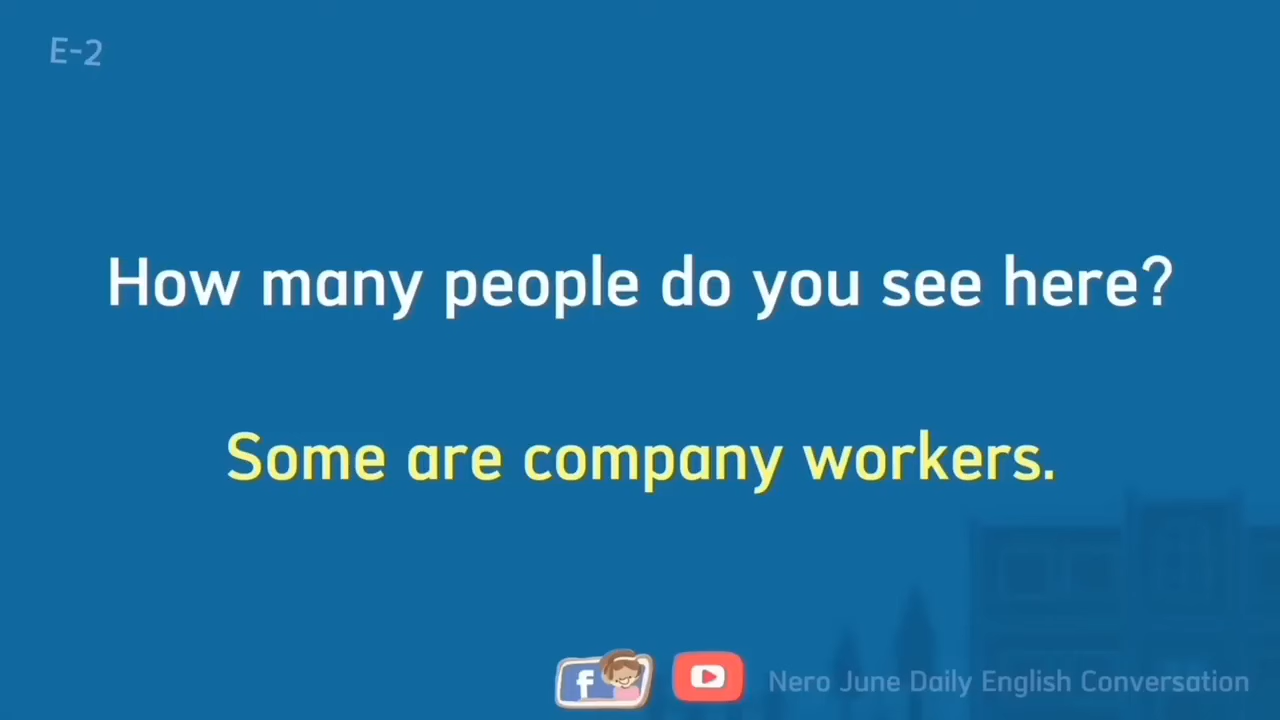 E-2
How many people do you see here?
Some are company workers.
f
Nero June Daily English Conversation